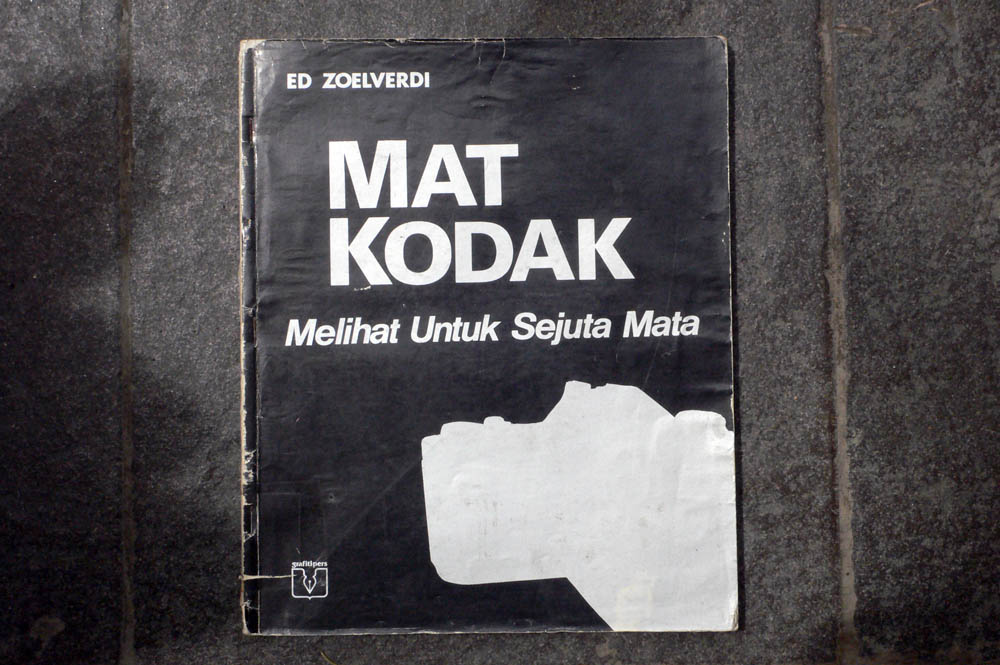 ED ZOELVERDI
MAT
KODAK
Melihat Untuk Sejuta Mata
grafitipers